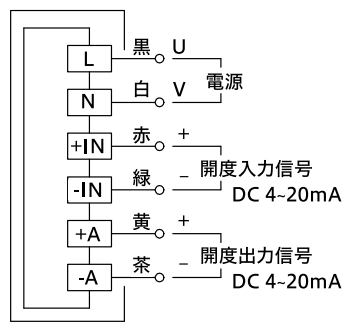 L 黒 U
電源
N 白 V
+IN 赤 +
開度入力信号
-IN 緑 −
DC 4~20mA
+A 黄 +
開度出力信号
-A 茶 −
DC 4~20mA